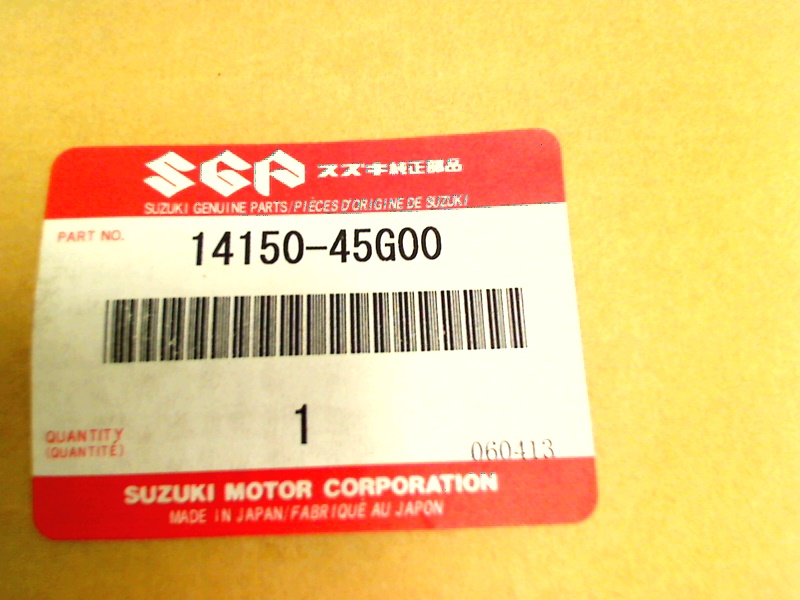 SGP スズキ純正部品
SUZUKI GENUINE PARTS/PIÈCES D'ORIGINE DE SUZUKI
PART NO. 14150-45G00
1
QUANTITY
(QUANTITÉ)
060413
SUZUKI MOTOR CORPORATION
MADE IN JAPAN/FABRIQUÉ AU JAPON